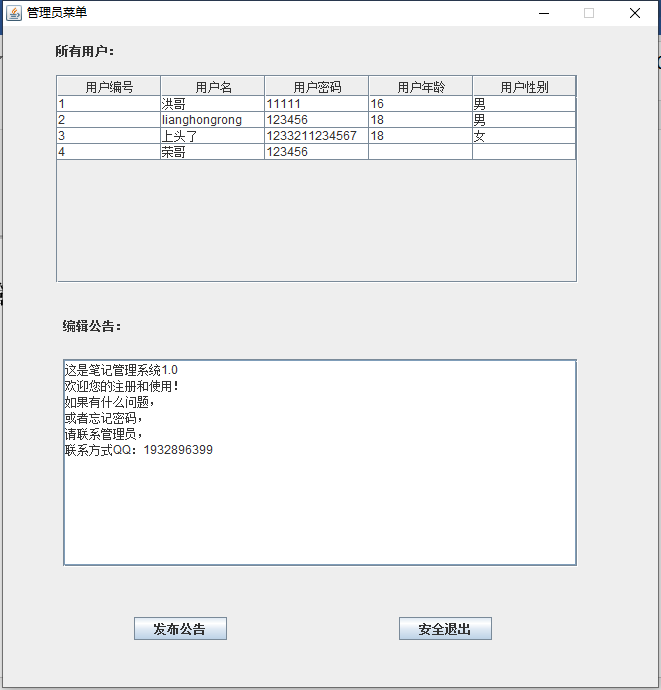 管理员菜单
所有用户：
用户编号 用户名 用户密码 用户年龄 用户性别
1 洪哥 11111 16 男
2 lianghongrong 123456 18 男
3 上头了 1233211234567 18 女
4 荣哥 123456
编辑公告：
这是笔记管理系统1.0
欢迎您的注册和使用！
如果有什么问题，
或者忘记密码，
请联系管理员，
联系方式QQ：1932896399
发布公告 安全退出